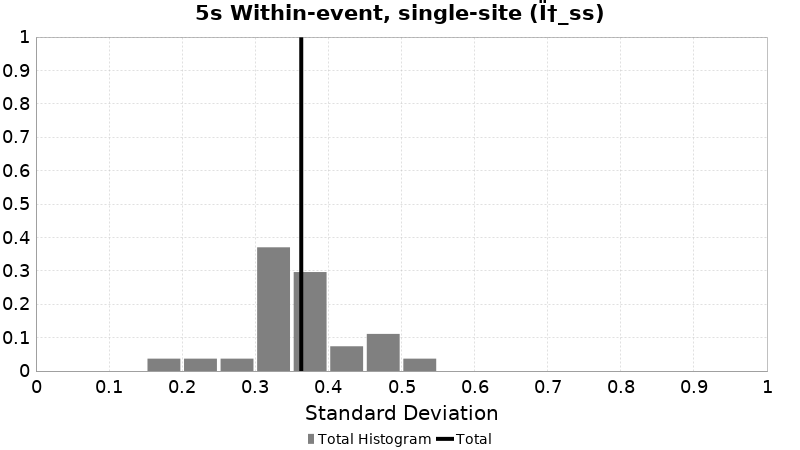 5s Within-event, single-site (Ï†_ss)
1
0.9
0.8
0.7
0.6
0.5
0.4
0.3
0.2
0.1
0
0 0.1 0.2 0.3 0.4 0.5 0.6 0.7 0.8 0.9 1
Standard Deviation
Total Histogram Total